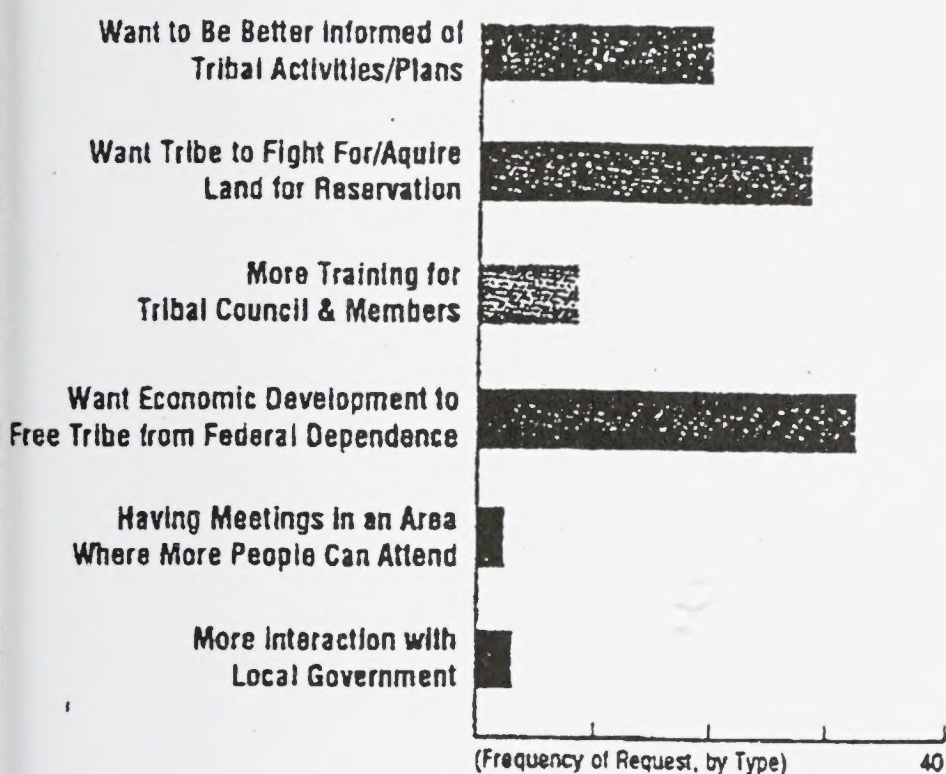 Want to Be Better Informed of
Tribal Activities/Plans
Want Tribe to Fight For/Aquire
Land for Reservation
More Training for
Tribal Council & Members
Want Economic Development to
Free Tribe from Federal Dependence
Having Meetings in an Area
Where More People Can Attend
More Interaction with
Local Government
(Frequency of Request, by Type) 40